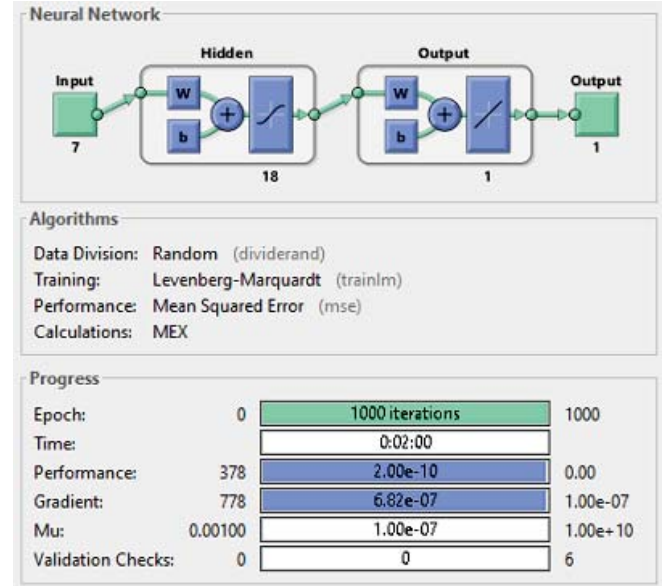 Neural Network
Hidden
Output
Input
W
W
Output
+
+
b
b
7
1
18
1
Algorithms
Data Division: Random (dividerand)
Training: Levenberg-Marquardt (trainlm)
Performance: Mean Squared Error (mse)
Calculations: MEX
Progress
Epoch: 0 1000 iterations 1000
Time: 0:02:00
Performance: 378 2.00e-10 0.00
Gradient: 778 6.82e-07 1.00e-07
Mu: 0.00100 1.00e-07 1.00e+10
Validation Checks: 0 0 6